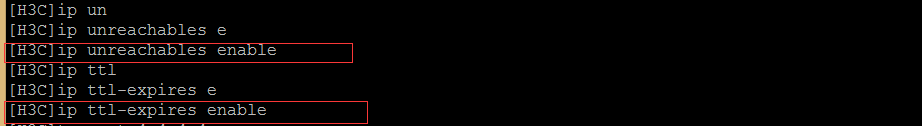 [H3C]ip un
[H3C]ip unreachables e
[H3C]ip unreachables enable
[H3C]ip ttl
[H3C]ip ttl-expires e
[H3C]ip ttl-expires enable